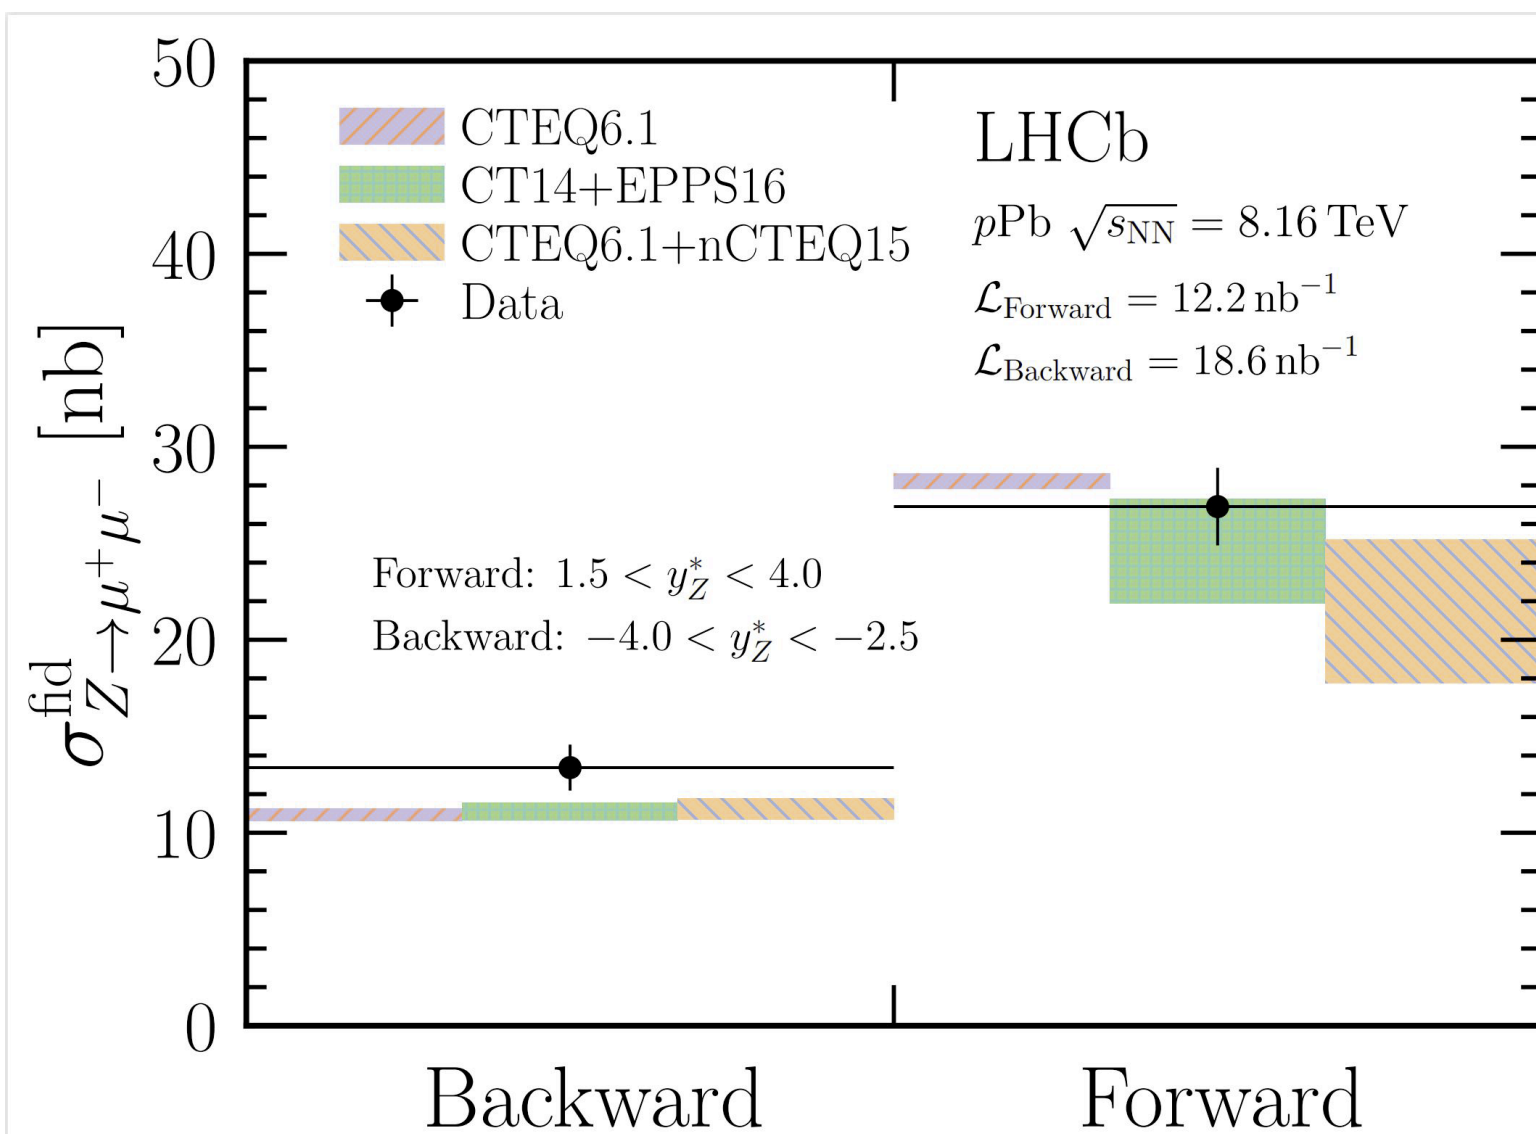 50
40
30
20
10
0
σ^fid_Z→μ⁺μ⁻ [nb]
CTEQ6.1
CT14+EPPS16
CTEQ6.1+nCTEQ15
Data
LHCb
pPb √s_NN = 8.16 TeV
ℒ_Forward = 12.2 nb⁻¹
ℒ_Backward = 18.6 nb⁻¹
Forward: 1.5 < y*_Z < 4.0
Backward: −4.0 < y*_Z < −2.5
Backward
Forward